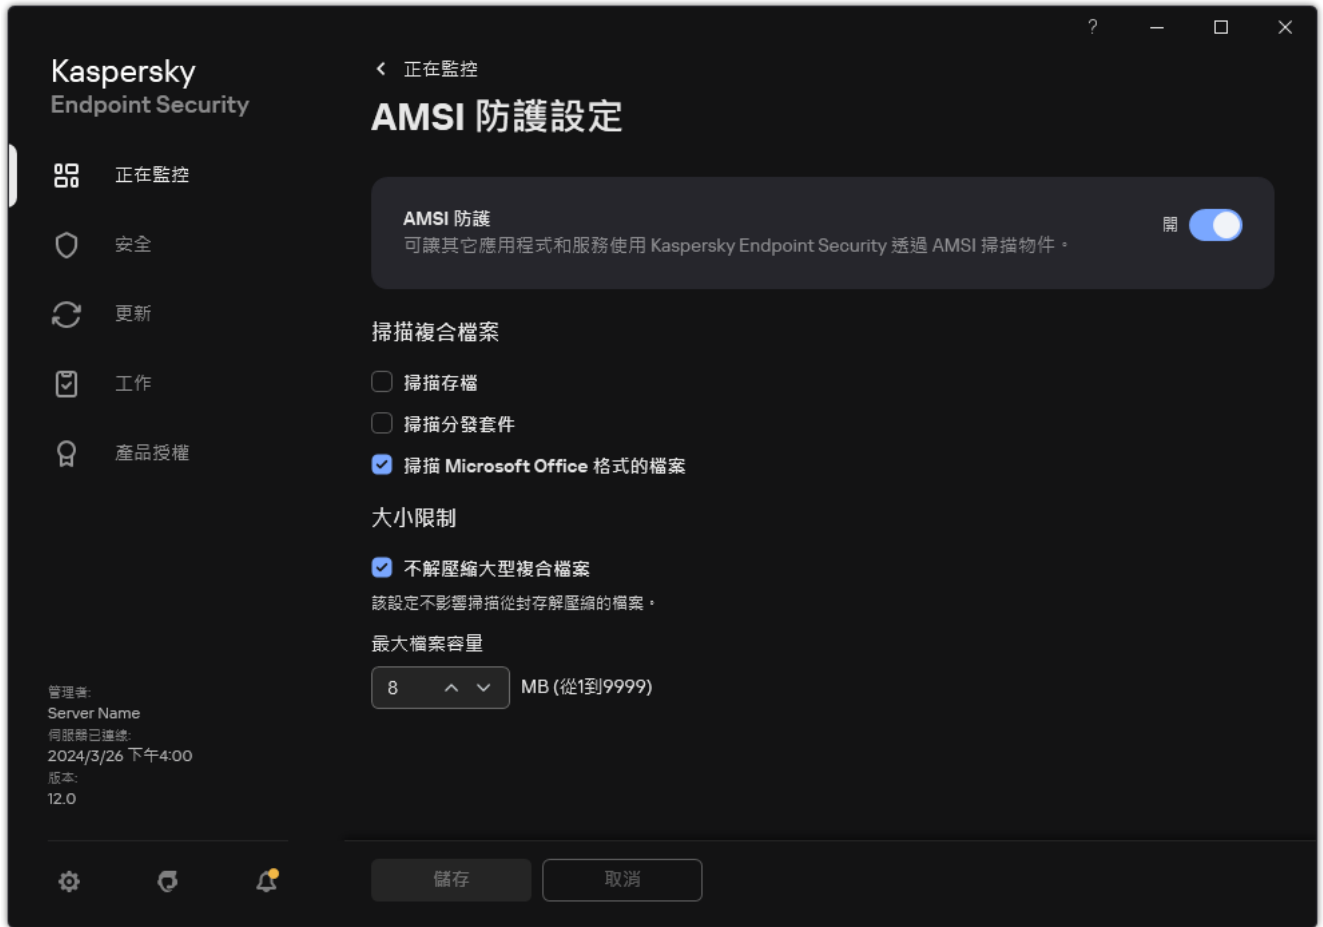 Kaspersky
Endpoint Security
正在監控
安全
更新
工作
產品授權
管理者:
Server Name
伺服器已連線:
2024/3/26 下午4:00
版本:
12.0
?
正在監控
AMSI 防護設定
AMSI 防護
可讓其它應用程式和服務使用 Kaspersky Endpoint Security 透過 AMSI 掃描物件。
開
掃描複合檔案
掃描存檔
掃描分發套件
掃描 Microsoft Office 格式的檔案
大小限制
不解壓縮大型複合檔案
該設定不影響掃描從封存解壓縮的檔案。
最大檔案容量
8 MB (從1到9999)
儲存
取消